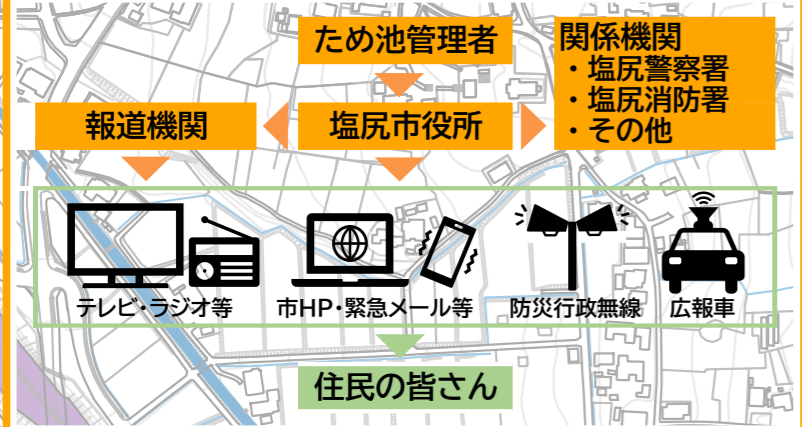 ため池管理者
関係機関
・塩尻警察署
・塩尻消防署
・その他
報道機関
塩尻市役所
テレビ・ラジオ等
市HP・緊急メール等
防災行政無線
広報車
住民の皆さん